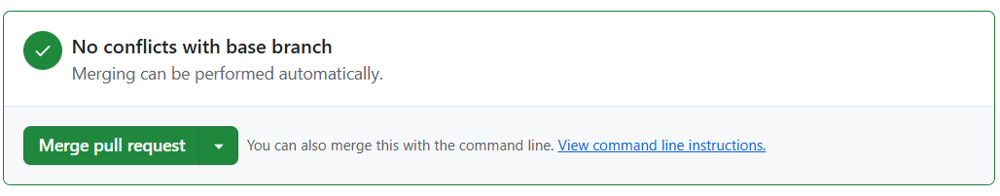 No conflicts with base branch
Merging can be performed automatically.
Merge pull request
You can also merge this with the command line. View command line instructions.